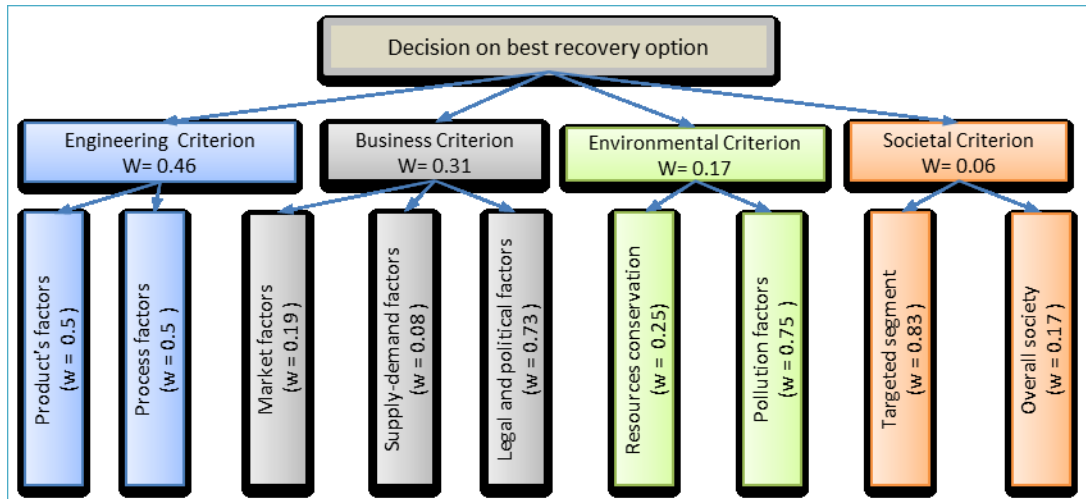 Decision on best recovery option
Engineering Criterion
W= 0.46
Business Criterion
W= 0.31
Environmental Criterion
W= 0.17
Societal Criterion
W= 0.06
Product's factors
(w = 0.5)
Process factors
(w = 0.5)
Market factors
(w = 0.19)
Supply-demand factors
(w = 0.08)
Legal and political factors
(w = 0.73)
Resources conservation
(w = 0.25)
Pollution factors
(w = 0.75 )
Targeted segment
(w = 0.83)
Overall society
(w = 0.17 )